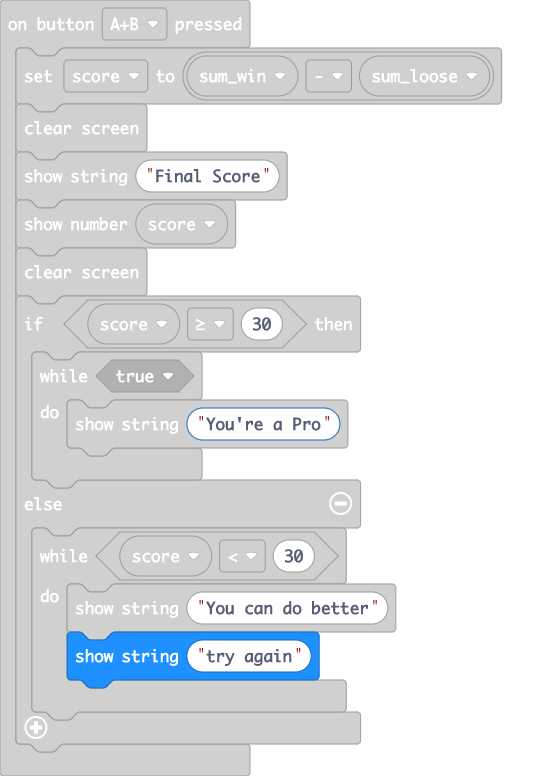 on button A+B pressed
set score to sum_win - sum_loose
clear screen
show string "Final Score"
show number score
clear screen
if score ≥ 30 then
while true
do show string "You're a Pro"
else
while score < 30
do show string "You can do better"
show string "try again"